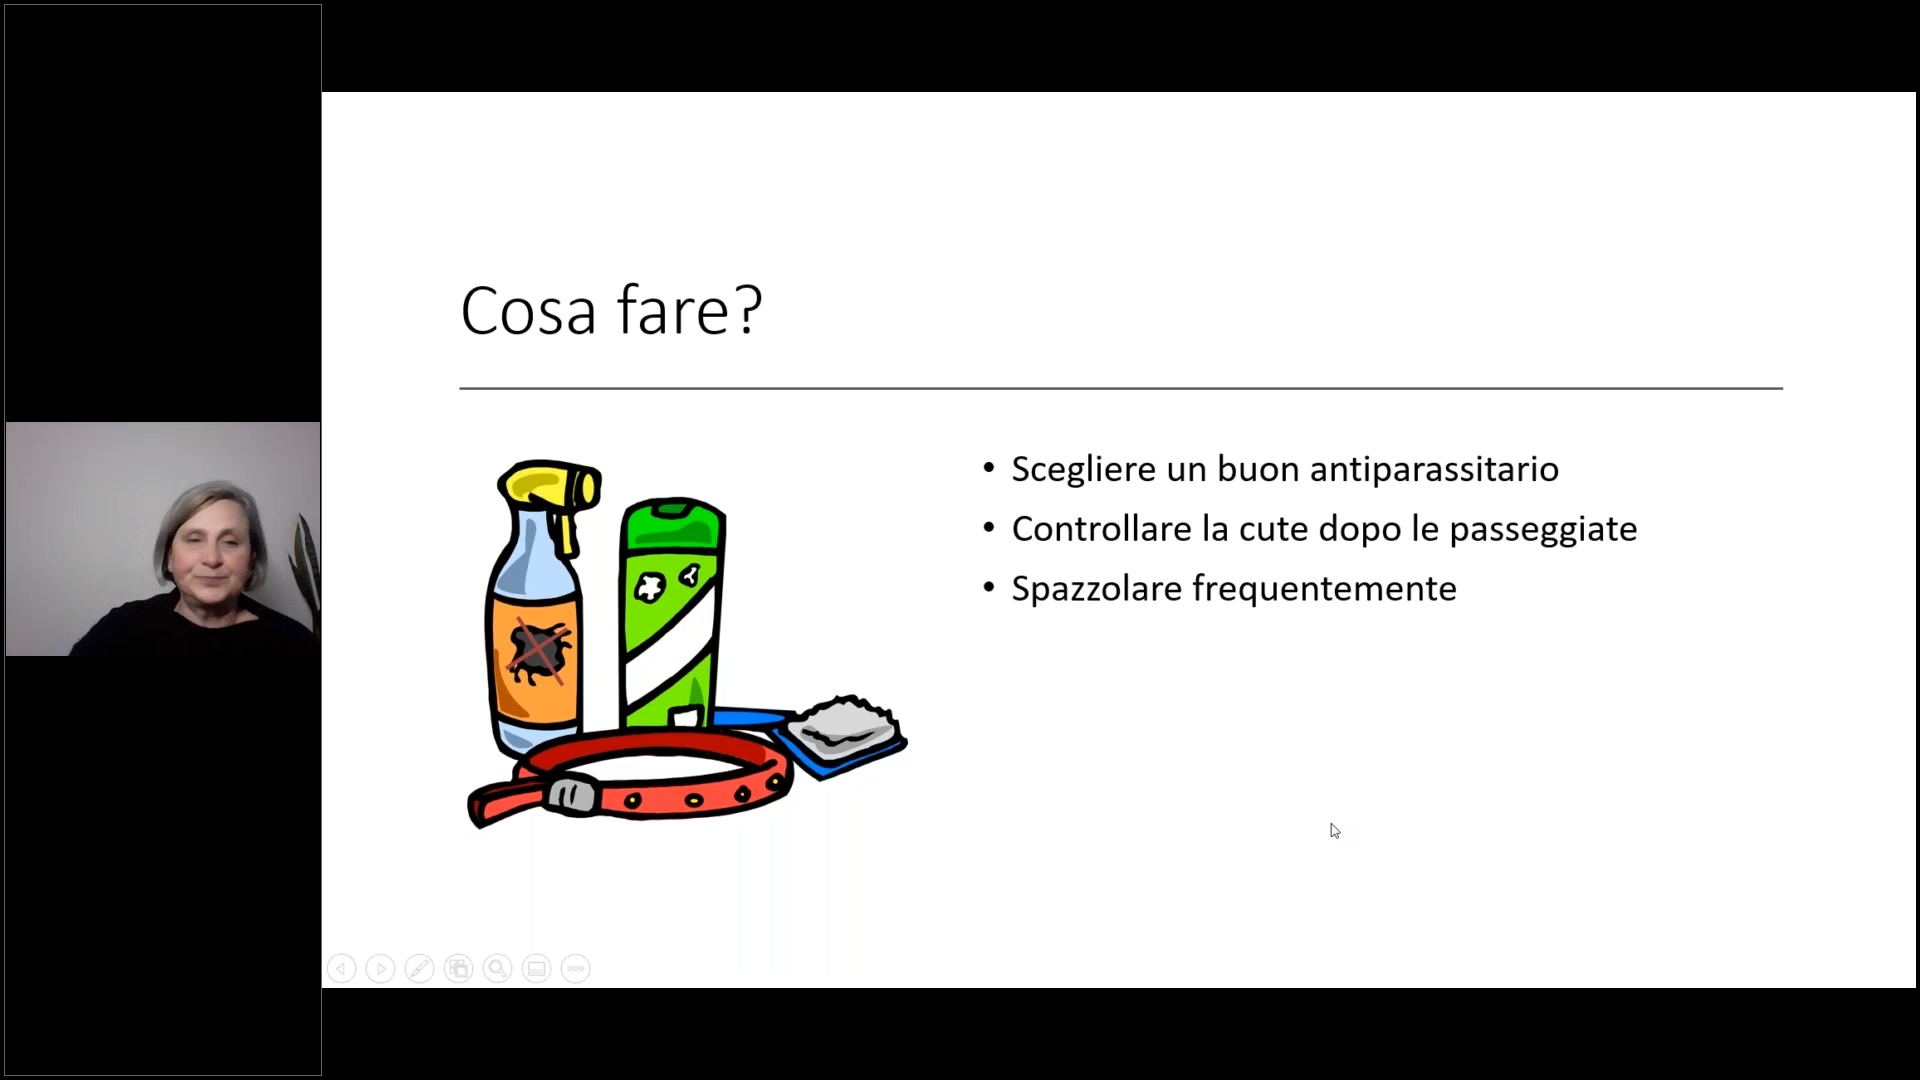 Cosa fare?
• Scegliere un buon antiparassitario
• Controllare la cute dopo le passeggiate
• Spazzolare frequentemente